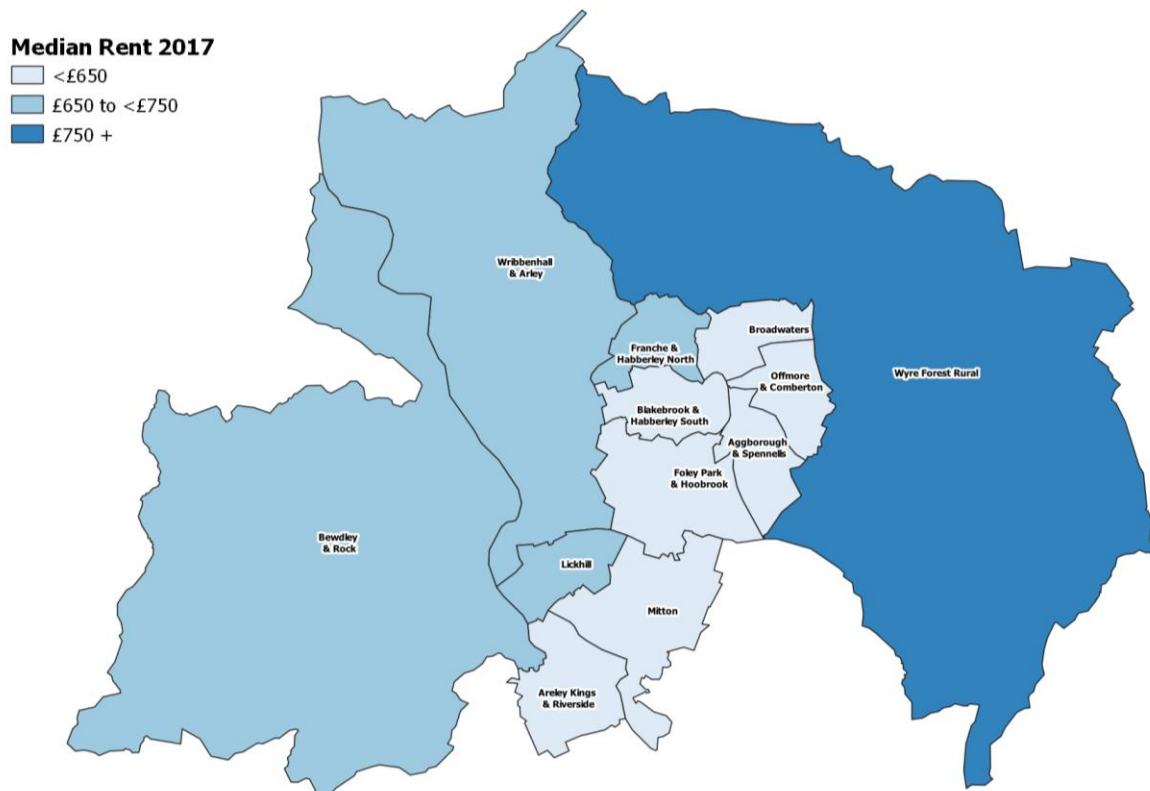 Median Rent 2017
<£650
£650 to <£750
£750 +
Wribbenhall
& Arley
Broadwaters
Franche &
Habberley North
Offmore
& Comberton
Wyre Forest Rural
Blakebrook &
Habberley South
Aggborough
& Spennells
Foley Park
& Hoobrook
Bewdley
& Rock
Lickhill
Mitton
Areley Kings
& Riverside